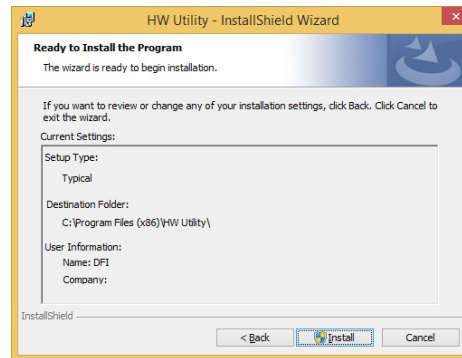 HW Utility - InstallShield Wizard
Ready to Install the Program
The wizard is ready to begin installation.
If you want to review or change any of your installation settings, click Back. Click Cancel to
exit the wizard.
Current Settings:
Setup Type:
Typical
Destination Folder:
C:\Program Files (x86)\HW Utility\
User Information:
Name: DFI
Company:
InstallShield
< Back
Install
Cancel